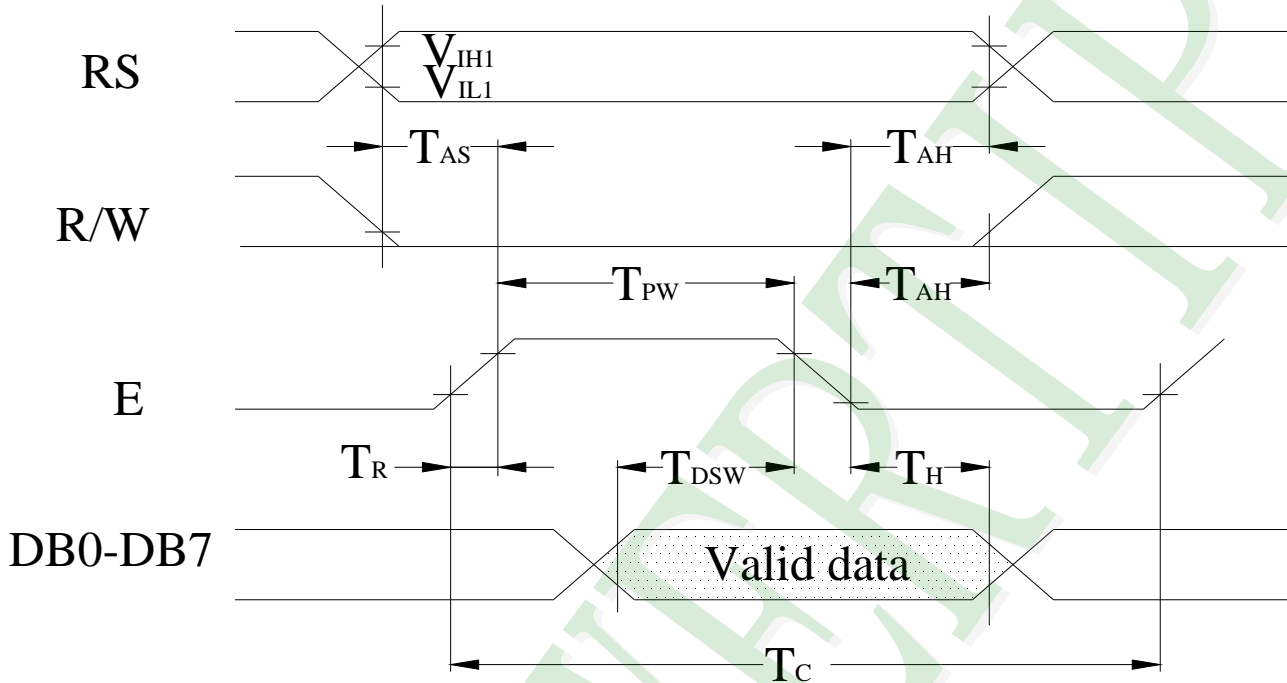 RS
VIH1
VIL1
TAS
TAH
R/W
TPW
TAH
E
TR
TDSW
TH
DB0-DB7
Valid data
TC